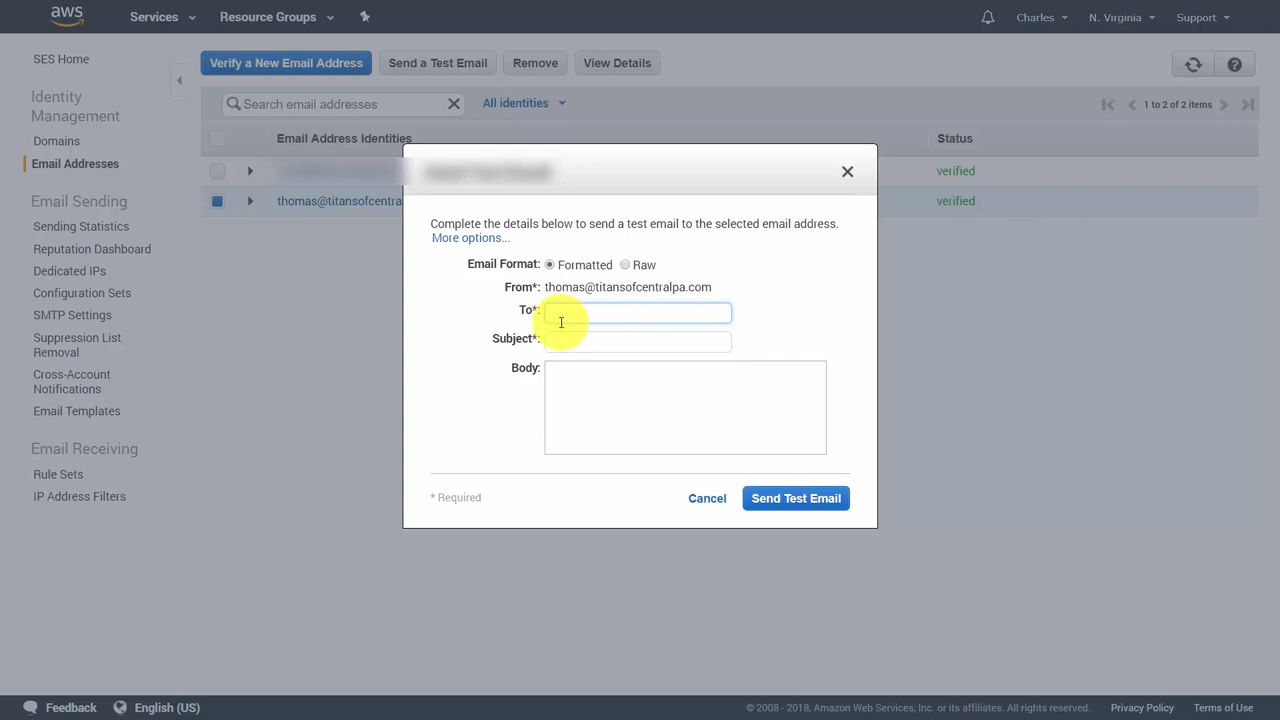 aws
Services
Resource Groups
Charles
N. Virginia
Support
SES Home
Identity
Management
Domains
Email Addresses
Email Sending
Sending Statistics
Reputation Dashboard
Dedicated IPs
Configuration Sets
SMTP Settings
Suppression List
Removal
Cross-Account
Notifications
Email Templates
Email Receiving
Rule Sets
IP Address Filters
Verify a New Email Address
Send a Test Email
Remove
View Details
Search email addresses
All identities
1 to 2 of 2 items
Email Address Identities
Status
verified
thomas@titansofcentra
verified
Complete the details below to send a test email to the selected email address.
More options...
Email Format: Formatted Raw
From*: thomas@titansofcentralpa.com
To*:
Subject*:
Body:
* Required
Cancel
Send Test Email
Feedback
English (US)
© 2008 - 2018, Amazon Web Services, Inc. or its affiliates. All rights reserved.
Privacy Policy
Terms of Use